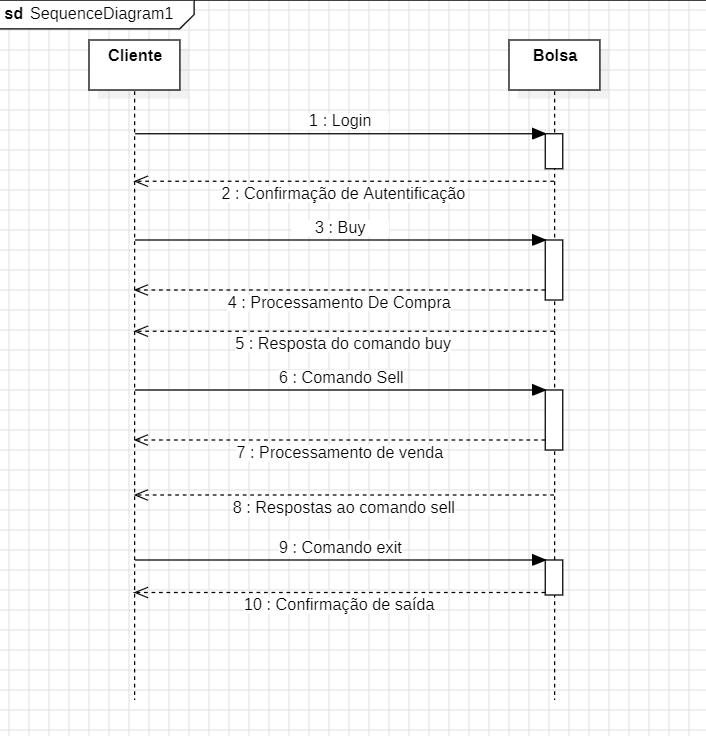 sd SequenceDiagram1
Cliente
Bolsa
1 : Login
2 : Confirmação de Autentificação
3 : Buy
4 : Processamento De Compra
5 : Resposta do comando buy
6 : Comando Sell
7 : Processamento de venda
8 : Respostas ao comando sell
9 : Comando exit
10 : Confirmação de saída